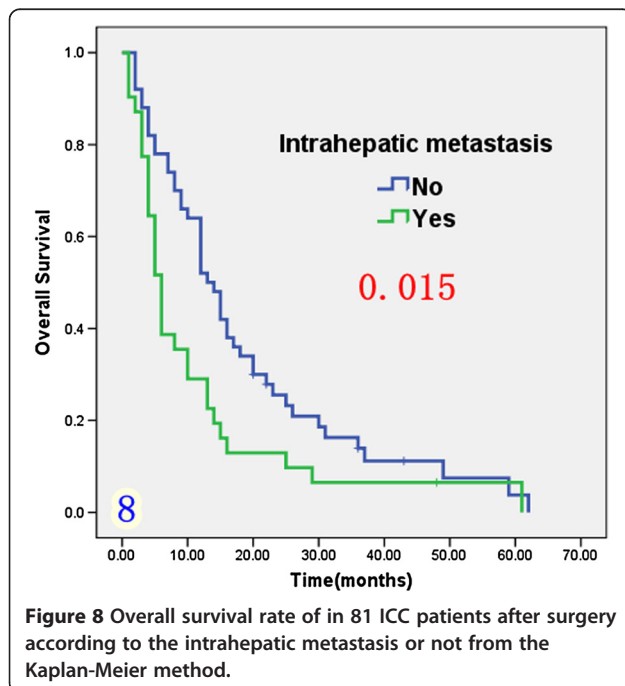 1.0
0.8
0.6
0.4
0.2
0.0
Overall Survival
Intrahepatic metastasis
No
Yes
0.015
8
0.00 10.00 20.00 30.00 40.00 50.00 60.00 70.00
Time(months)
Figure 8 Overall survival rate of in 81 ICC patients after surgery
according to the intrahepatic metastasis or not from the
Kaplan-Meier method.